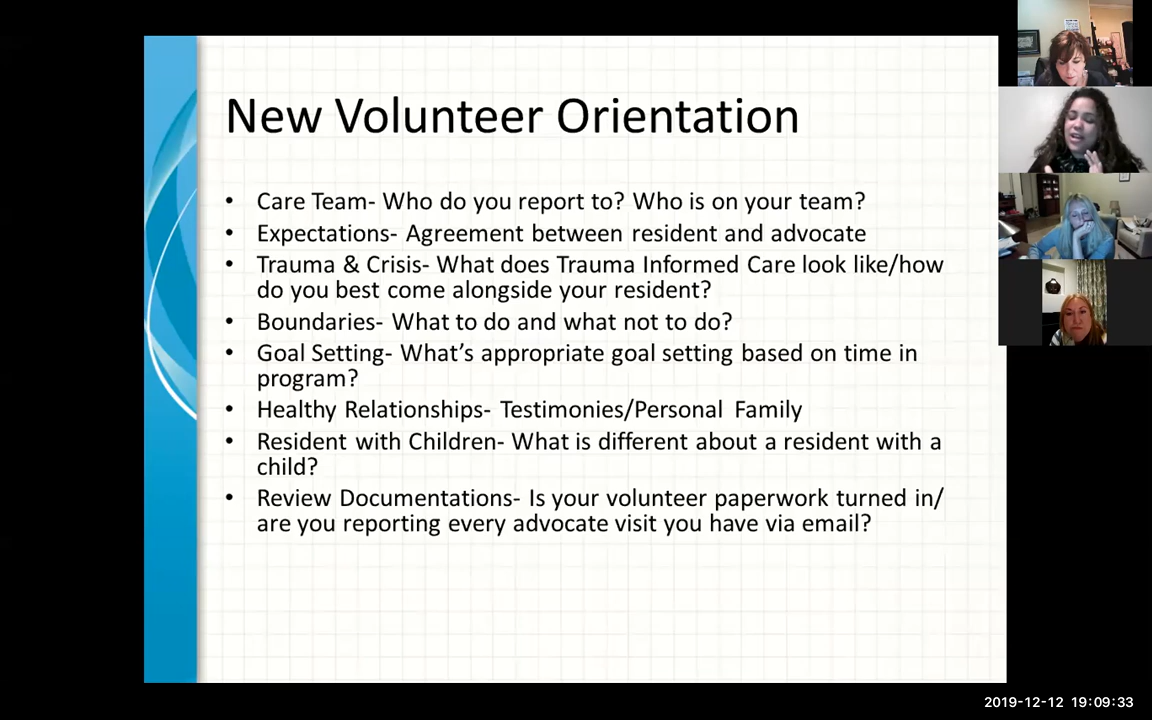 New Volunteer Orientation
• Care Team- Who do you report to? Who is on your team?
• Expectations- Agreement between resident and advocate
• Trauma & Crisis- What does Trauma Informed Care look like/how
do you best come alongside your resident?
• Boundaries- What to do and what not to do?
• Goal Setting- What’s appropriate goal setting based on time in
program?
• Healthy Relationships- Testimonies/Personal Family
• Resident with Children- What is different about a resident with a
child?
• Review Documentations- Is your volunteer paperwork turned in/
are you reporting every advocate visit you have via email?
2019-12-12 19:09:33